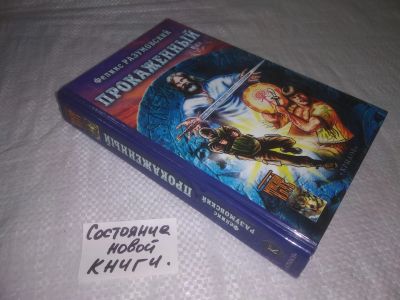 Феликс РАЗУМОВСКИЙ
ПРОКАЖЕННЫЙ
ПРОКАЖЕННЫЙ
Феликс
РАЗУМОВСКИЙ
Состояние
новой
книги.